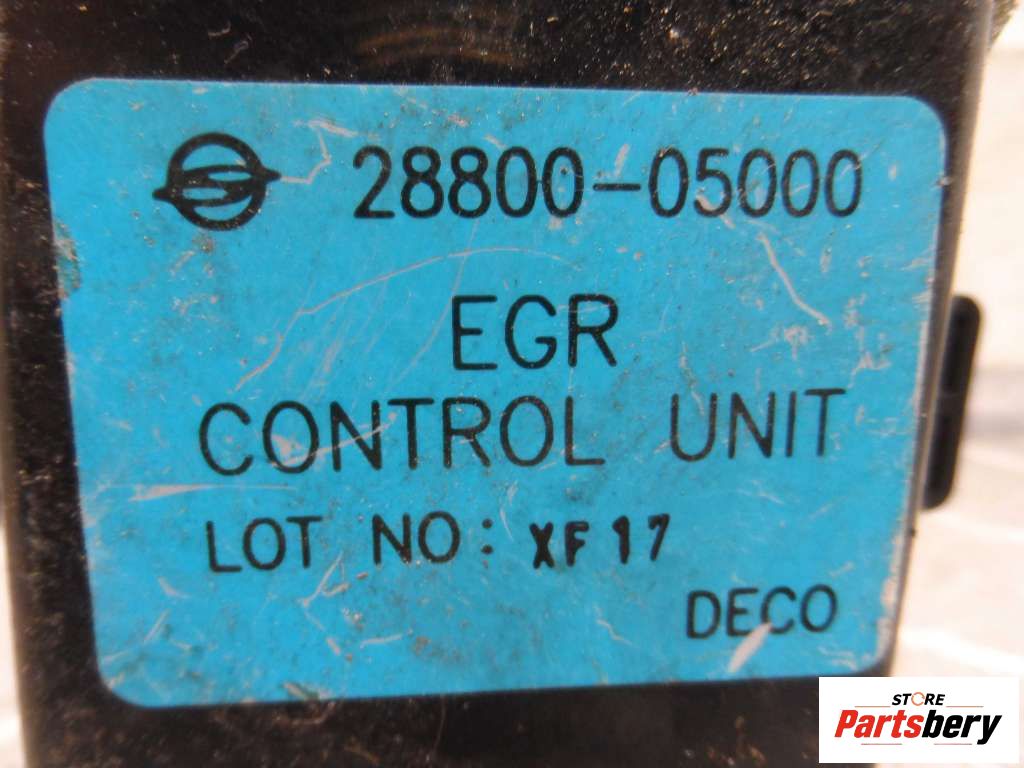 28800-05000
EGR
CONTROL UNIT
LOT NO: XF17
DECO
STORE
Partsbery